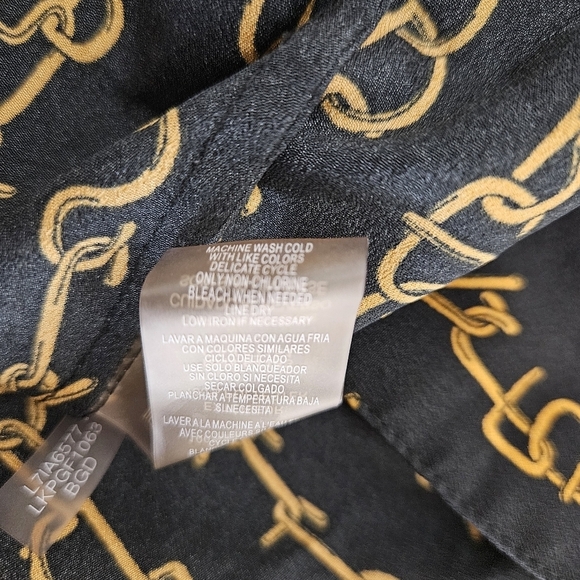 MACHINE WASH COLD
WITH LIKE COLORS
DELICATE CYCLE
ONLY NON-CHLORINE
BLEACH WHEN NEEDED
LINE DRY
LOW IRON IF NECESSARY
LAVAR A MAQUINA CON AGUA FRIA
CON COLORES SIMILARES
CICLO DELICADO
USE SOLO BLANQUEADOR
SIN CLORO SI NECESITA
SECAR COLGADO
PLANCHAR A TEMPERATURA BAJA
SI NECESITA
LAVER A LA MACHINE A L'EAU
AVEC COULEURS
L7IA6577
LKPGF1063
BGD